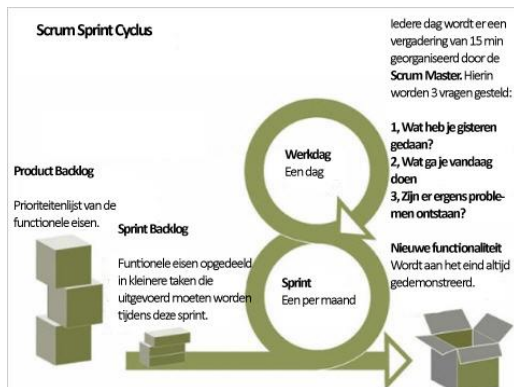 Scrum Sprint Cyclus
Iedere dag wordt er een
vergadering van 15 min
georganiseerd door de
Scrum Master. Hierin
worden 3 vragen gesteld:
1, Wat heb je gisteren
gedaan?
2, Wat ga je vandaag
doen
3, Zijn er ergens proble-
men ontstaan?
Werkdag
Een dag
Product Backlog
Prioriteitenlijst van de
functionele eisen.
Sprint Backlog
Funtionele eisen opgedeeld
in kleinere taken die
uitgevoerd moeten worden
tijdens deze sprint.
Sprint
Een per maand
Nieuwe functionaliteit
Wordt aan het eind altijd
gedemonstreerd.